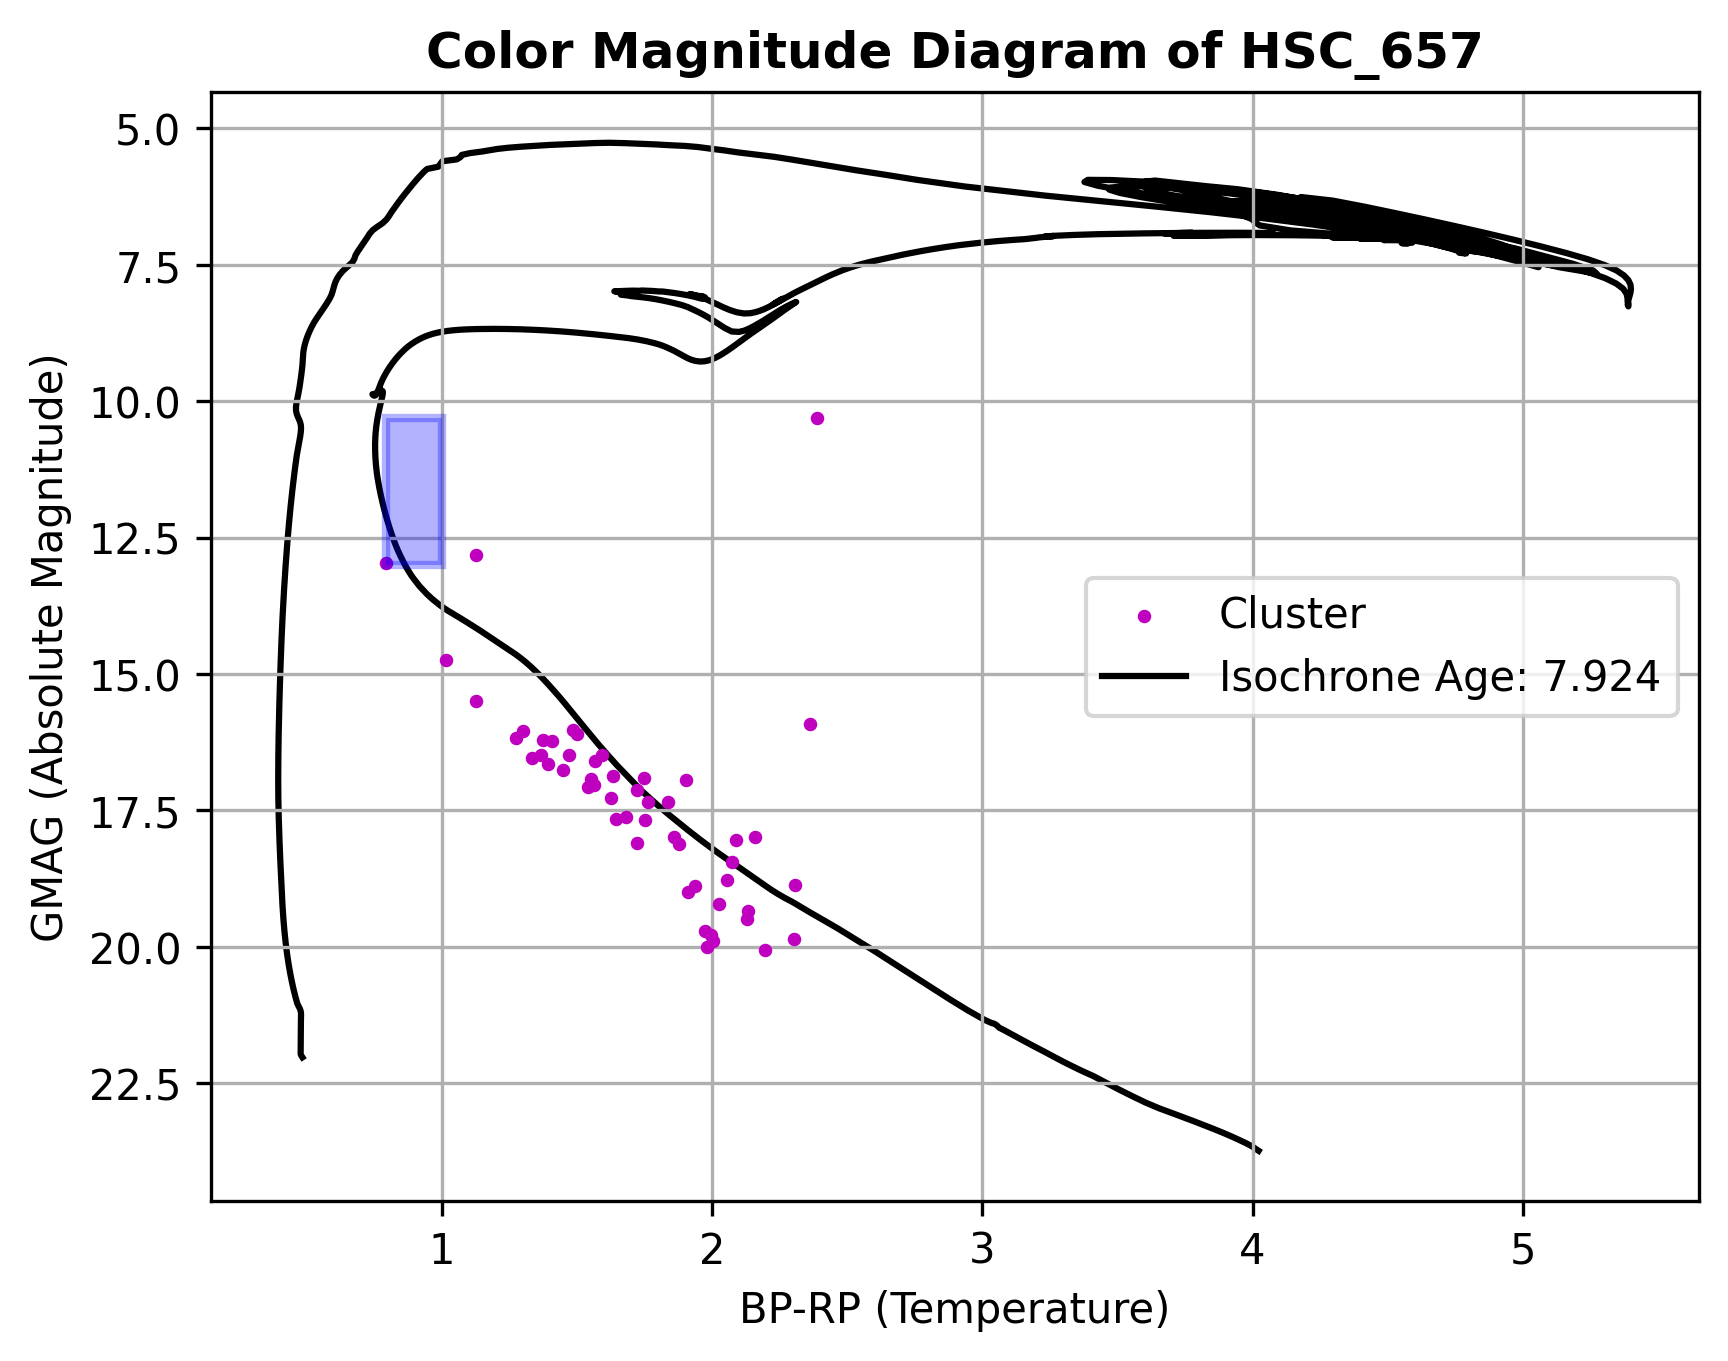 Color Magnitude Diagram of HSC_657
5.0
7.5
10.0
12.5
15.0
17.5
20.0
22.5
GMAG (Absolute Magnitude)
Cluster
Isochrone Age: 7.924
1 2 3 4 5
BP-RP (Temperature)